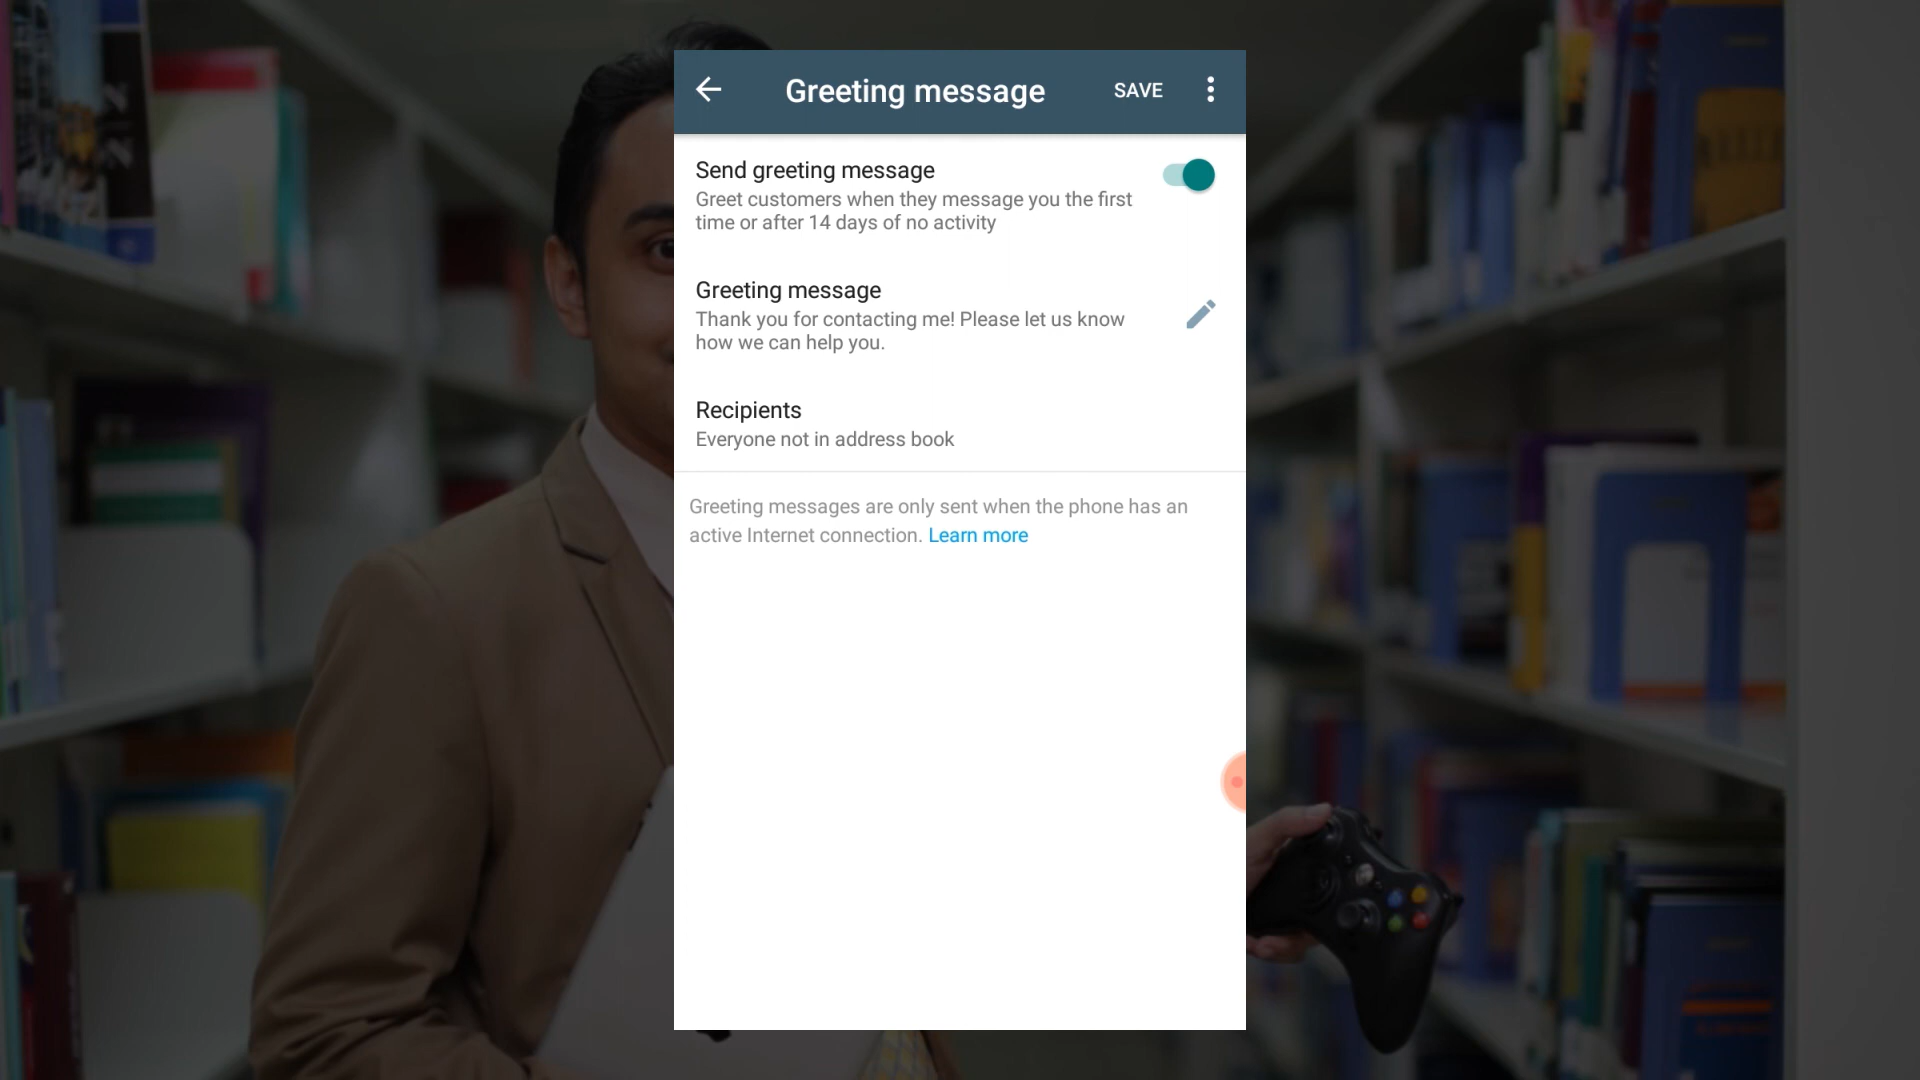 Greeting message
SAVE
Send greeting message
Greet customers when they message you the first
time or after 14 days of no activity
Greeting message
Thank you for contacting me! Please let us know
how we can help you.
Recipients
Everyone not in address book
Greeting messages are only sent when the phone has an
active Internet connection. Learn more